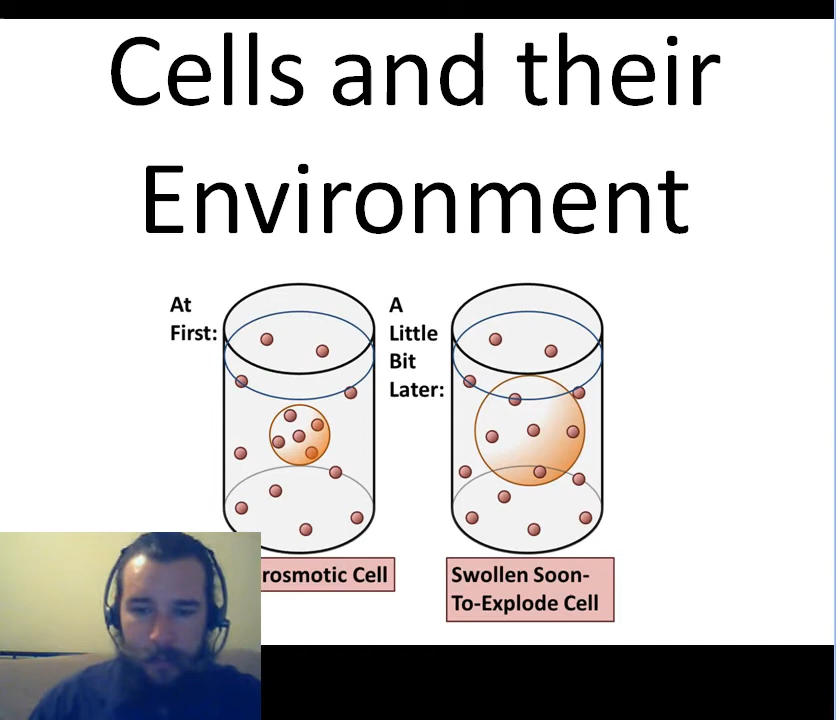 Cells and their
Environment
At
First:
A
Little
Bit
Later:
rosmotic Cell
Swollen Soon-
To-Explode Cell